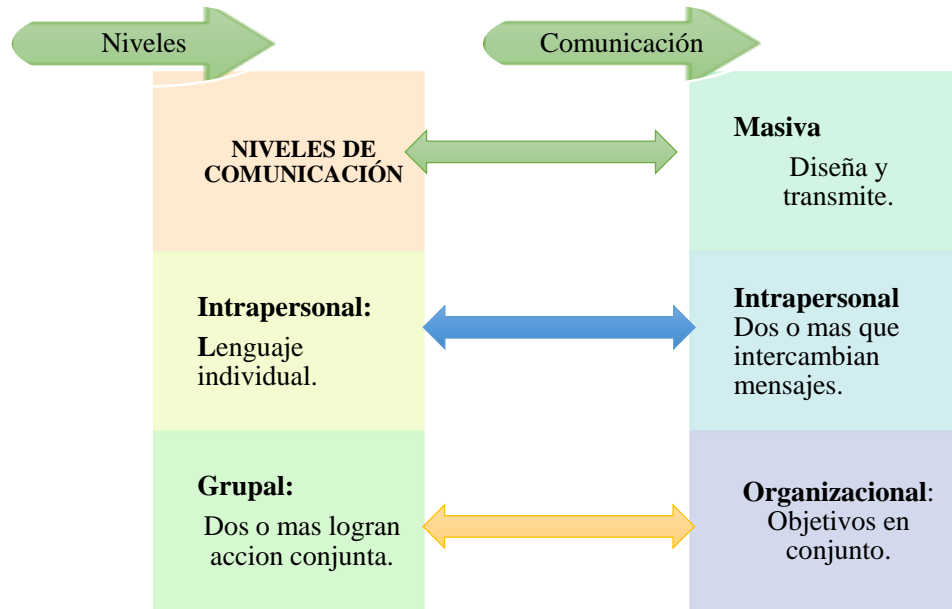 Niveles
Comunicación
NIVELES DE
COMUNICACIÓN
Masiva
Diseña y
transmite.
Intrapersonal:
Lenguaje
individual.
Intrapersonal
Dos o mas que
intercambian
mensajes.
Grupal:
Dos o mas logran
accion conjunta.
Organizacional:
Objetivos en
conjunto.